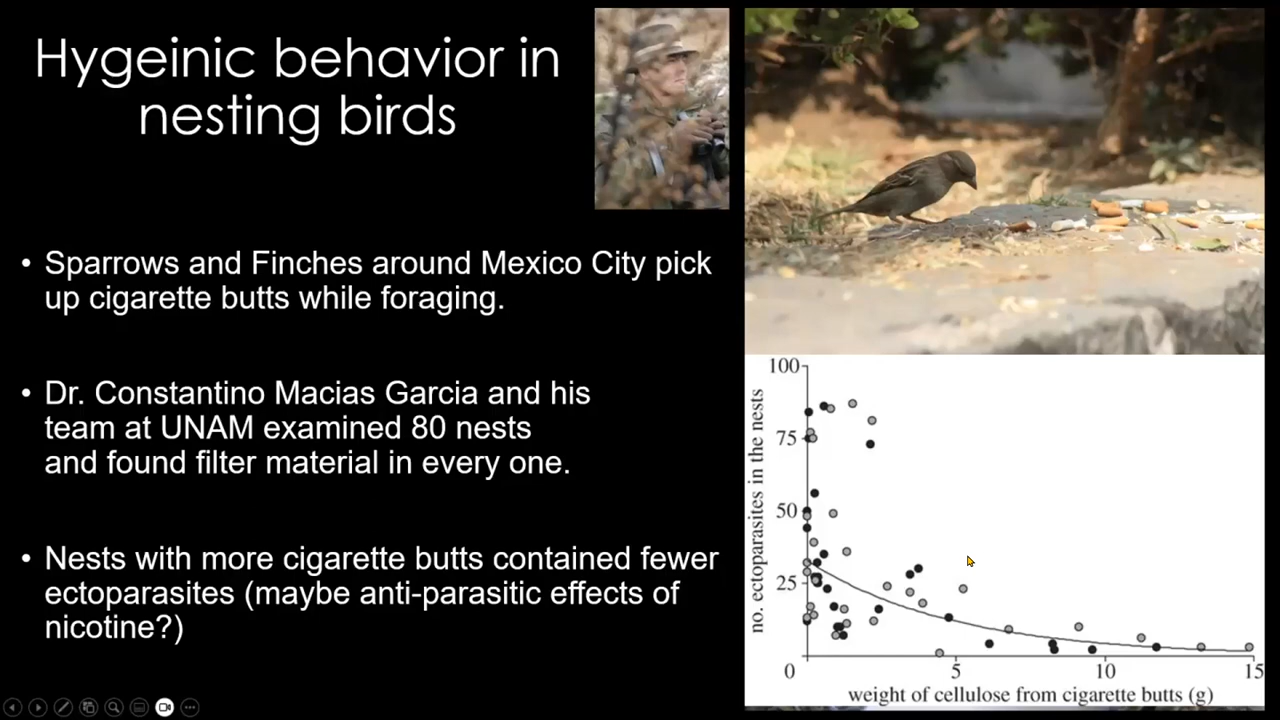 Hygeinic behavior in
nesting birds
• Sparrows and Finches around Mexico City pick
up cigarette butts while foraging.
• Dr. Constantino Macias Garcia and his
team at UNAM examined 80 nests
and found filter material in every one.
• Nests with more cigarette butts contained fewer
ectoparasites (maybe anti-parasitic effects of
nicotine?)
no. ectoparasites in the nests
100
75
50
25
0 5 10 15
weight of cellulose from cigarette butts (g)